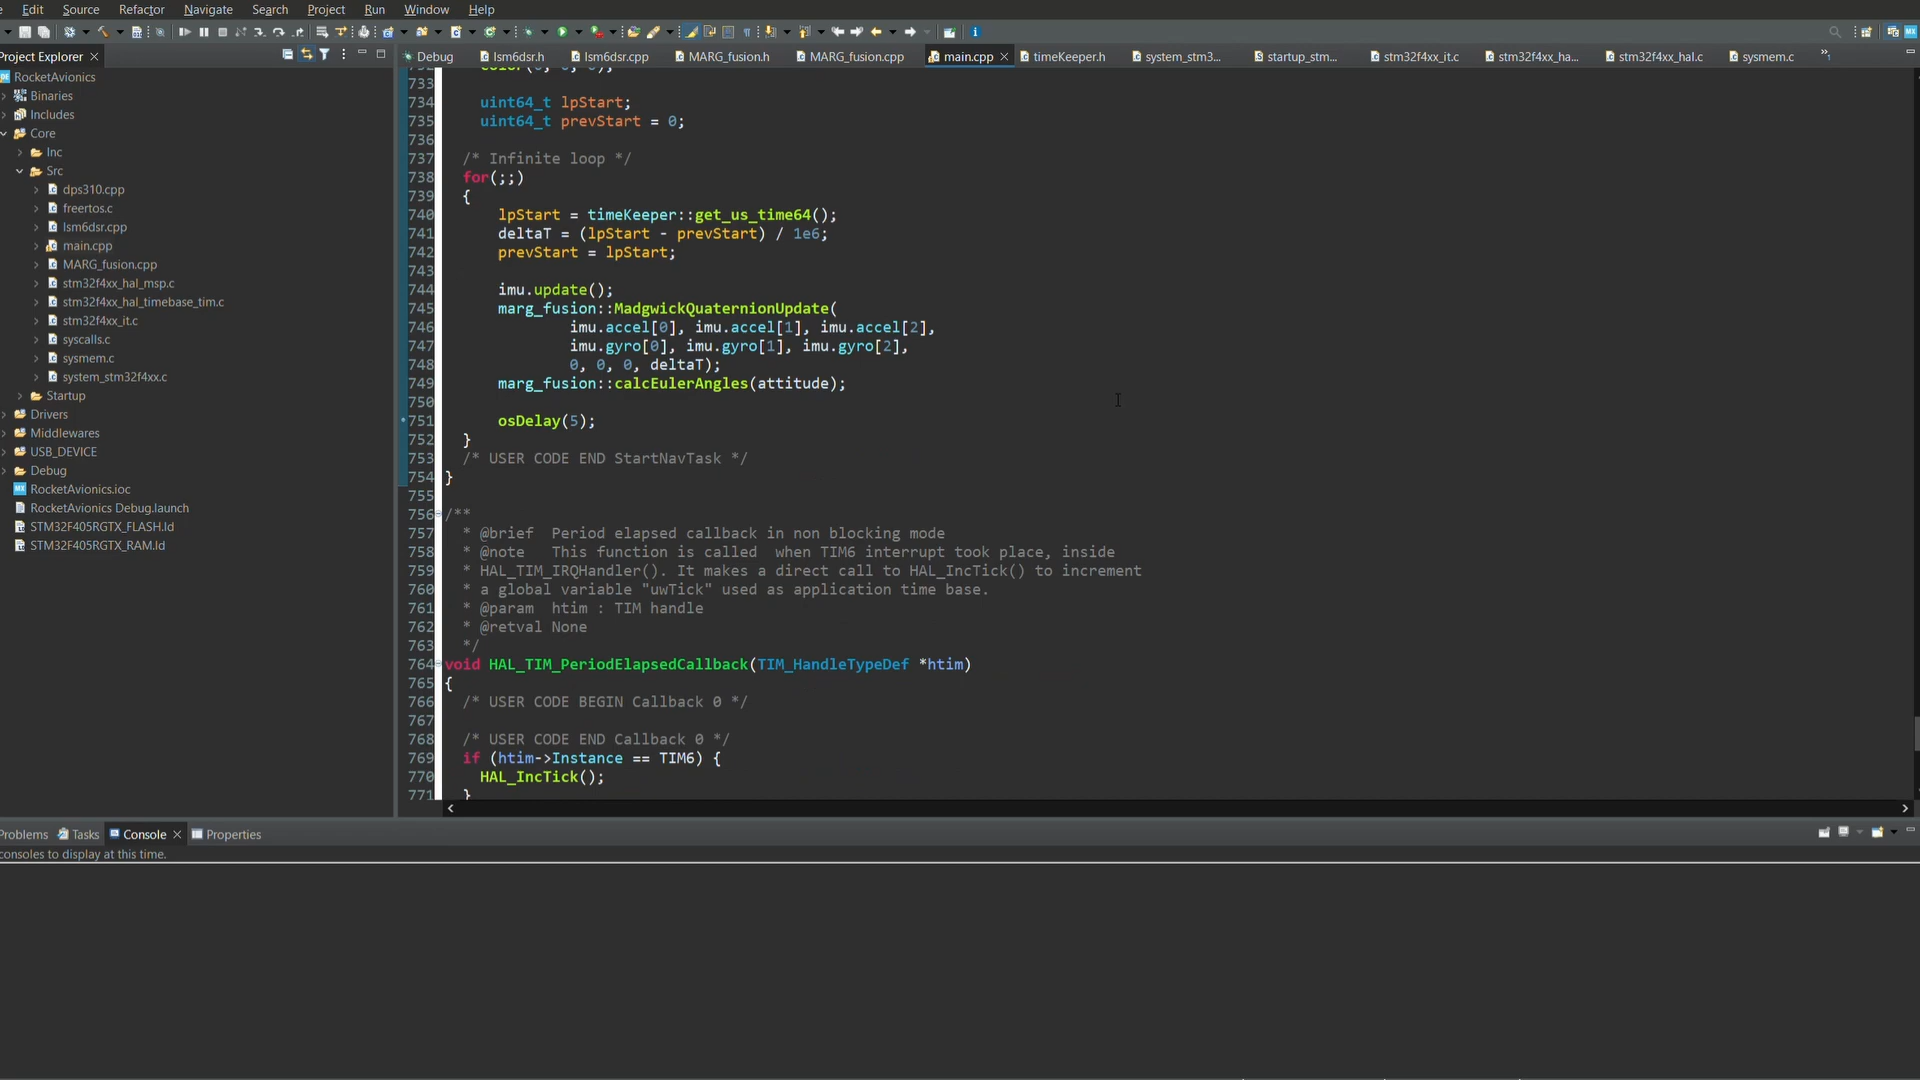 Edit Source Refactor Navigate Search Project Run Window Help
Project Explorer
Debug lsm6dsr.h lsm6dsr.cpp MARG_fusion.h MARG_fusion.cpp main.cpp timeKeeper.h system_stm3... startup_stm... stm32f4xx_it.c stm32f4xx_ha... stm32f4xx_hal.c sysmem.c
RocketAvionics
Binaries
Includes
Core
Inc
Src
dps310.cpp
freertos.c
lsm6dsr.cpp
main.cpp
MARG_fusion.cpp
stm32f4xx_hal_msp.c
stm32f4xx_hal_timebase_tim.c
stm32f4xx_it.c
syscalls.c
sysmem.c
system_stm32f4xx.c
Startup
Drivers
Middlewares
USB_DEVICE
Debug
RocketAvionics.ioc
RocketAvionics Debug.launch
STM32F405RGTX_FLASH.ld
STM32F405RGTX_RAM.ld
733
734 uint64_t lpStart;
735 uint64_t prevStart = 0;
736
737 /* Infinite loop */
738 for(;;)
739 {
740 lpStart = timeKeeper::get_us_time64();
741 deltaT = (lpStart - prevStart) / 1e6;
742 prevStart = lpStart;
743
744 imu.update();
745 marg_fusion::MadgwickQuaternionUpdate(
746 imu.accel[0], imu.accel[1], imu.accel[2],
747 imu.gyro[0], imu.gyro[1], imu.gyro[2],
748 0, 0, 0, deltaT);
749 marg_fusion::calcEulerAngles(attitude);
750
751 osDelay(5);
752 }
753 /* USER CODE END StartNavTask */
754 }
755
756 /**
757 * @brief Period elapsed callback in non blocking mode
758 * @note This function is called when TIM6 interrupt took place, inside
759 * HAL_TIM_IRQHandler(). It makes a direct call to HAL_IncTick() to increment
760 * a global variable "uwTick" used as application time base.
761 * @param htim : TIM handle
762 * @retval None
763 */
764 void HAL_TIM_PeriodElapsedCallback(TIM_HandleTypeDef *htim)
765 {
766 /* USER CODE BEGIN Callback 0 */
767
768 /* USER CODE END Callback 0 */
769 if (htim->Instance == TIM6) {
770 HAL_IncTick();
771 }
Problems Tasks Console Properties
consoles to display at this time.